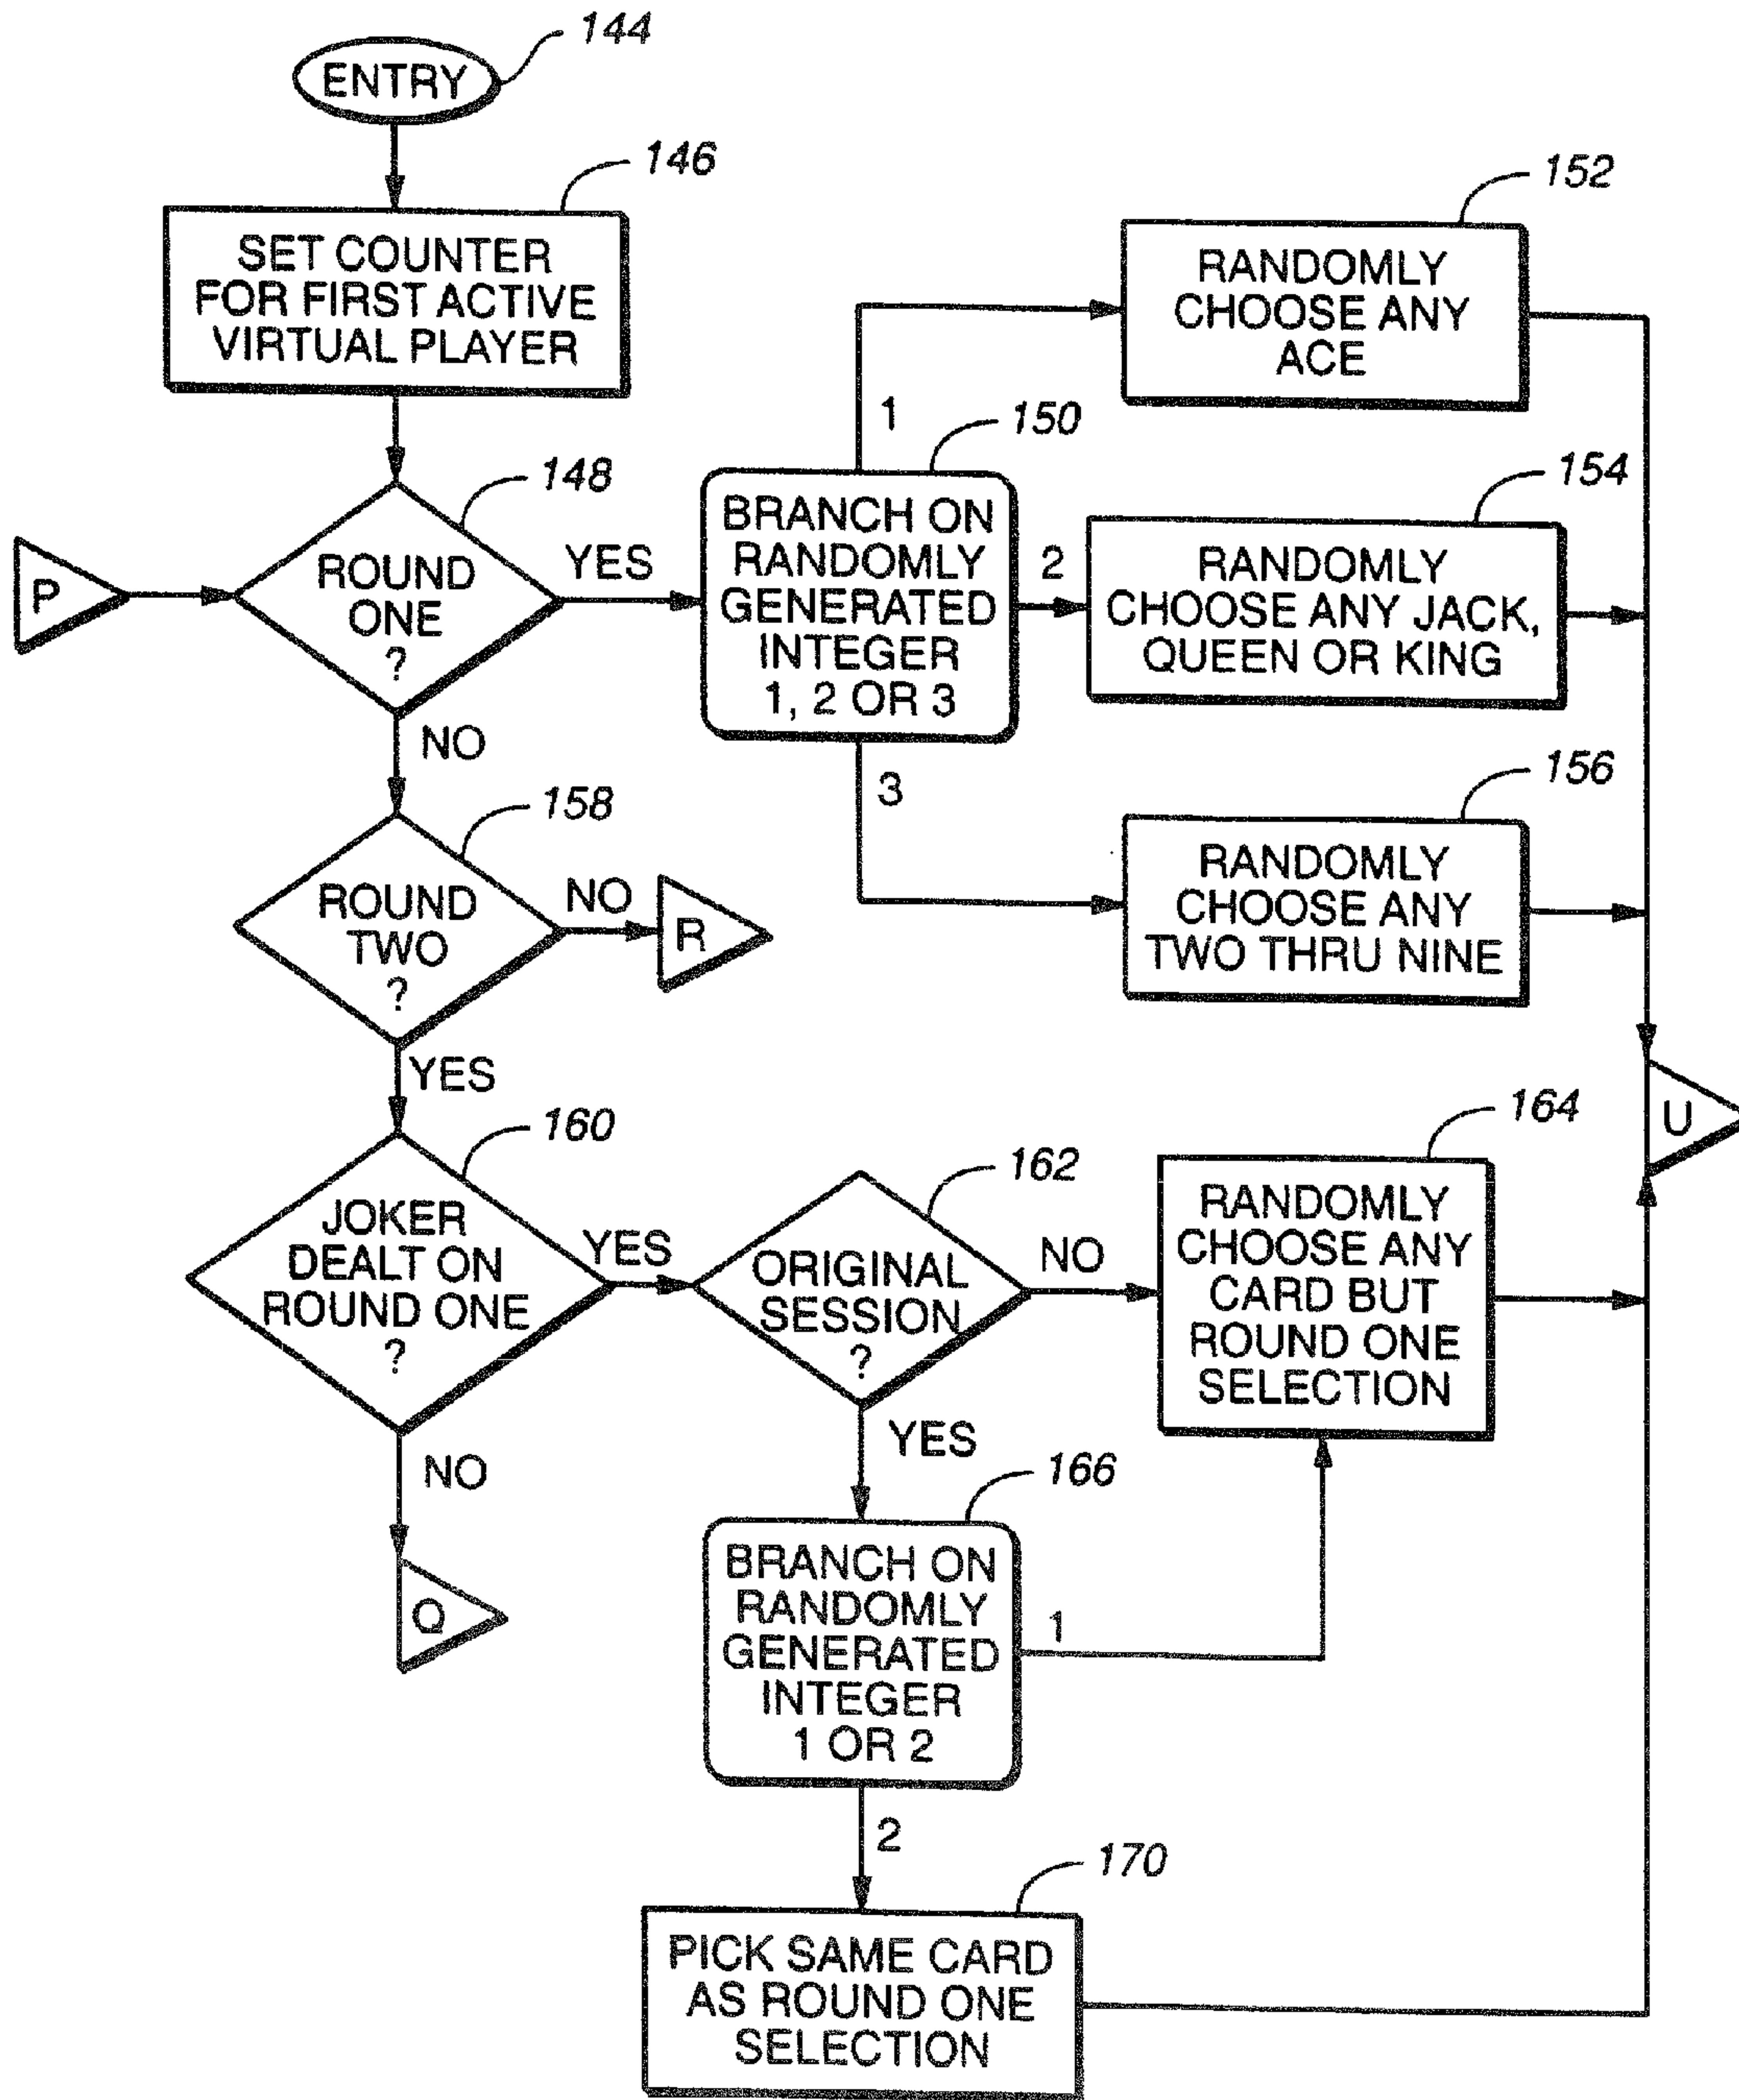 144
ENTRY
146
SET COUNTER
FOR FIRST ACTIVE
VIRTUAL PLAYER
152
RANDOMLY
CHOOSE ANY
ACE
1
150
148
BRANCH ON
RANDOMLY
GENERATED
INTEGER
1, 2 OR 3
154
RANDOMLY
CHOOSE ANY JACK,
QUEEN OR KING
2
P
ROUND
ONE
?
YES
NO
3
156
RANDOMLY
CHOOSE ANY
TWO THRU NINE
158
ROUND
TWO
?
NO
R
YES
U
160
JOKER
DEALT ON
ROUND ONE
?
YES
162
ORIGINAL
SESSION
?
NO
164
RANDOMLY
CHOOSE ANY
CARD BUT
ROUND ONE
SELECTION
NO
Q
YES
166
BRANCH ON
RANDOMLY
GENERATED
INTEGER
1 OR 2
1
2
170
PICK SAME CARD
AS ROUND ONE
SELECTION